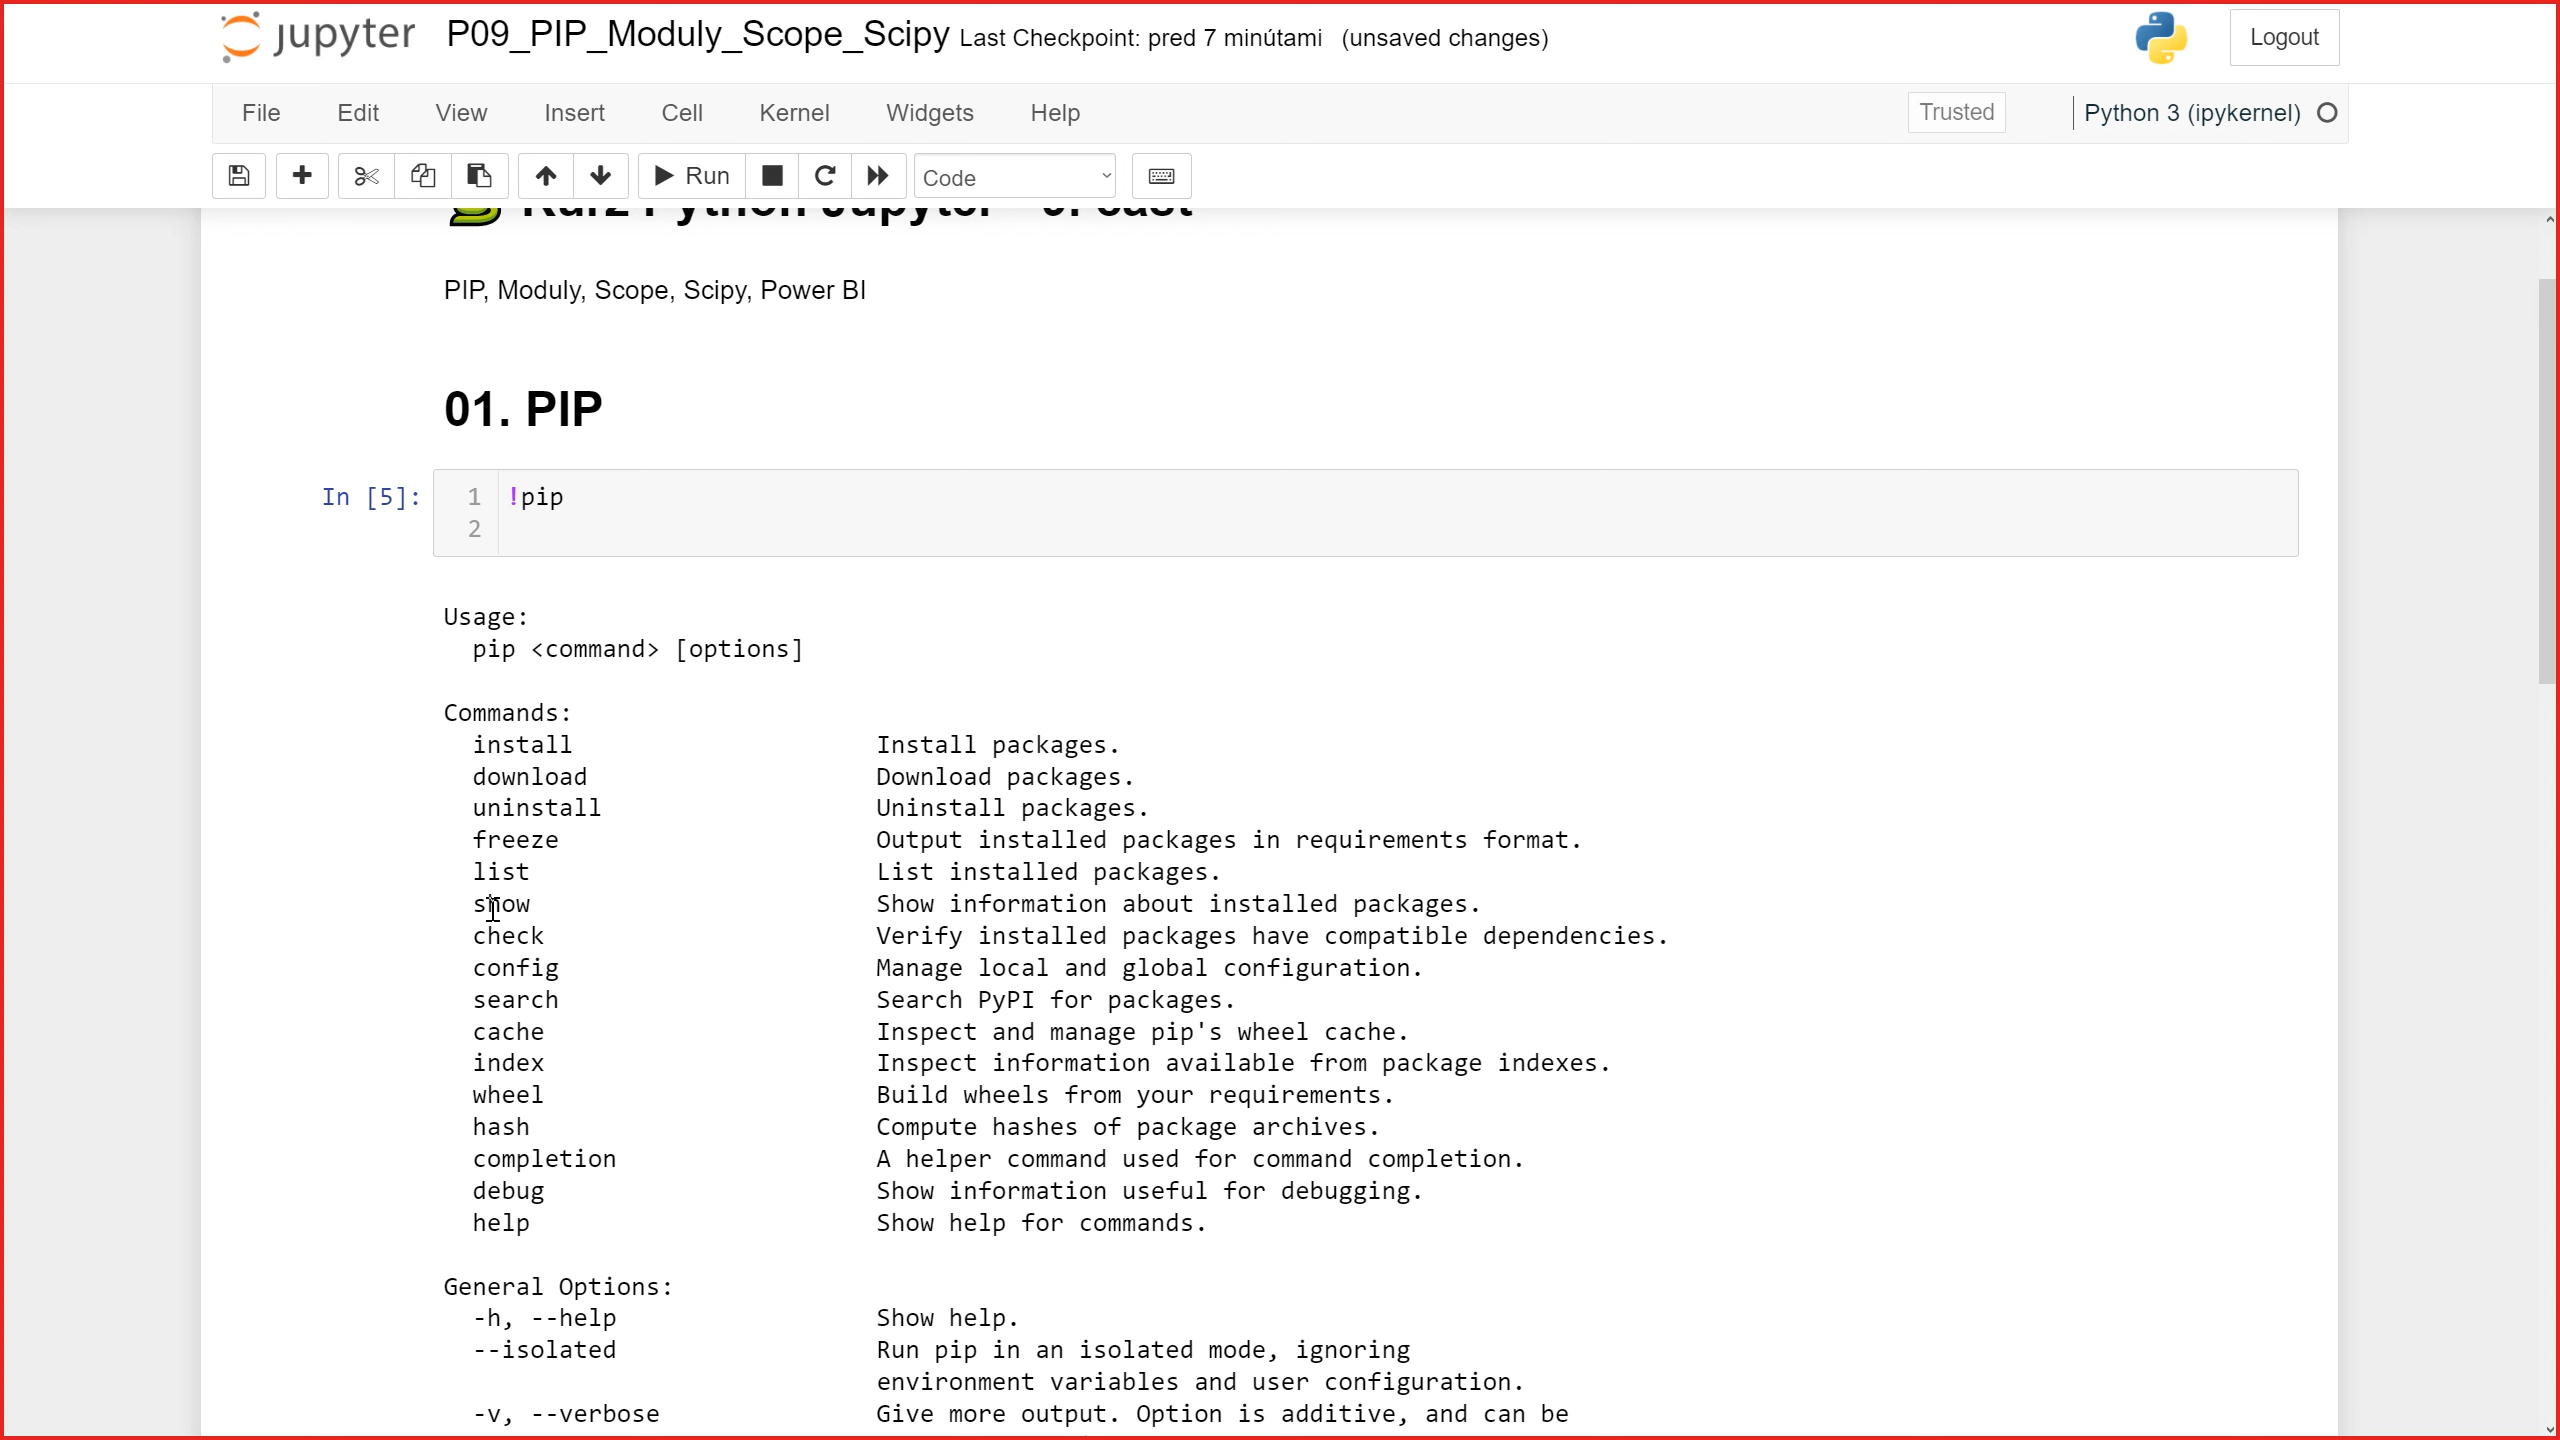 jupyter P09_PIP_Moduly_Scope_Scipy Last Checkpoint: pred 7 minútami (unsaved changes) Logout
File Edit View Insert Cell Kernel Widgets Help Trusted Python 3 (ipykernel)
Run Code
Kurz Python Jupyter - 9. časť
PIP, Moduly, Scope, Scipy, Power BI
01. PIP
In [5]: 1 !pip
2
Usage:
pip <command> [options]
Commands:
install Install packages.
download Download packages.
uninstall Uninstall packages.
freeze Output installed packages in requirements format.
list List installed packages.
show Show information about installed packages.
check Verify installed packages have compatible dependencies.
config Manage local and global configuration.
search Search PyPI for packages.
cache Inspect and manage pip's wheel cache.
index Inspect information available from package indexes.
wheel Build wheels from your requirements.
hash Compute hashes of package archives.
completion A helper command used for command completion.
debug Show information useful for debugging.
help Show help for commands.
General Options:
-h, --help Show help.
--isolated Run pip in an isolated mode, ignoring
environment variables and user configuration.
-v, --verbose Give more output. Option is additive, and can be